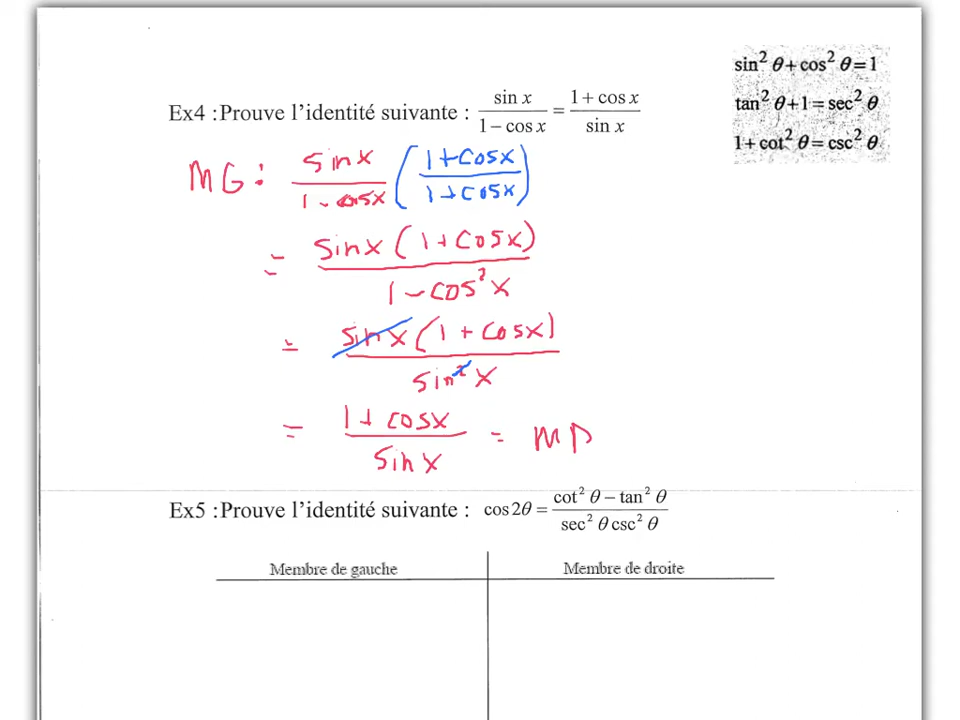 sin² θ + cos² θ = 1
tan² θ + 1 = sec² θ
1 + cot² θ = csc² θ
Ex4 : Prouve l'identité suivante : sin x / (1 − cos x) = (1 + cos x) / sin x
MG : sin x / (1 − cos x) ( (1 + cos x) / (1 + cos x) )
= sin x (1 + cos x) / (1 − cos² x)
= sin x (1 + cos x) / sin² x
= (1 + cos x) / sin x = MD
Ex5 : Prouve l'identité suivante : cos 2θ = (cot² θ − tan² θ) / (sec² θ csc² θ)
Membre de gauche Membre de droite